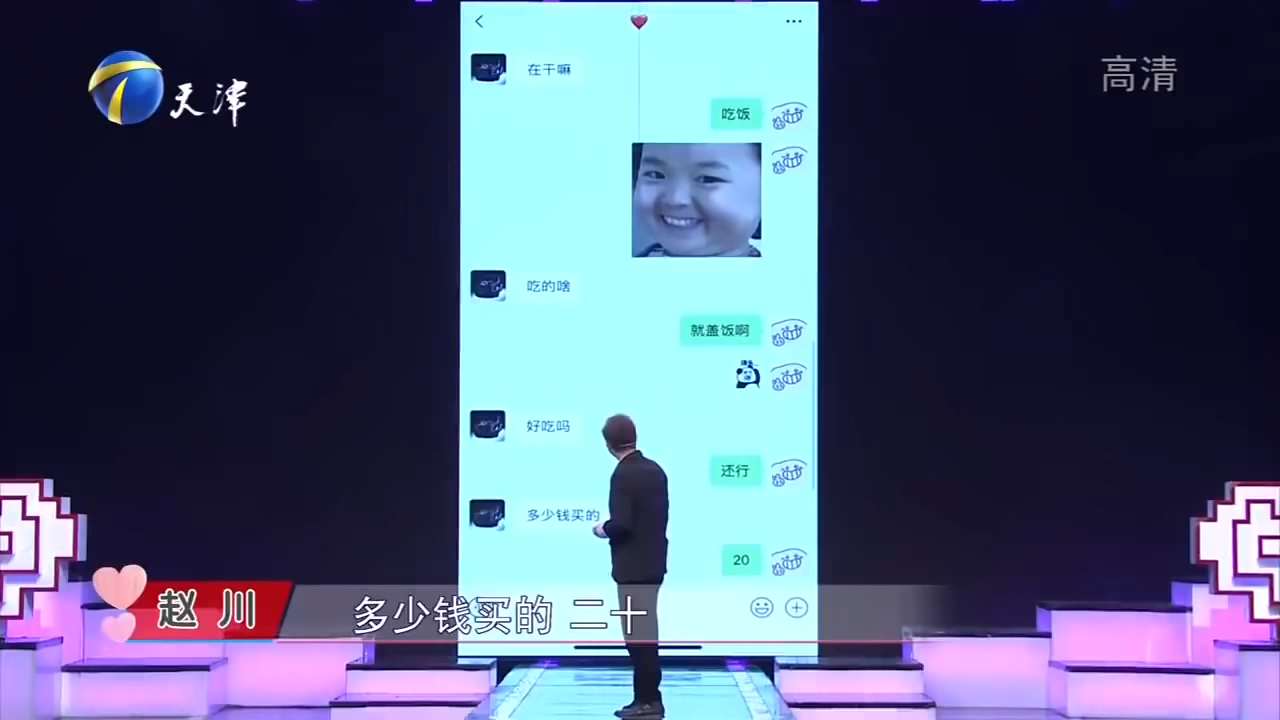 天津
高清
在干嘛
吃饭
吃的啥
就盖饭啊
好吃吗
还行
多少钱买的
20
赵川
多少钱买的 二十